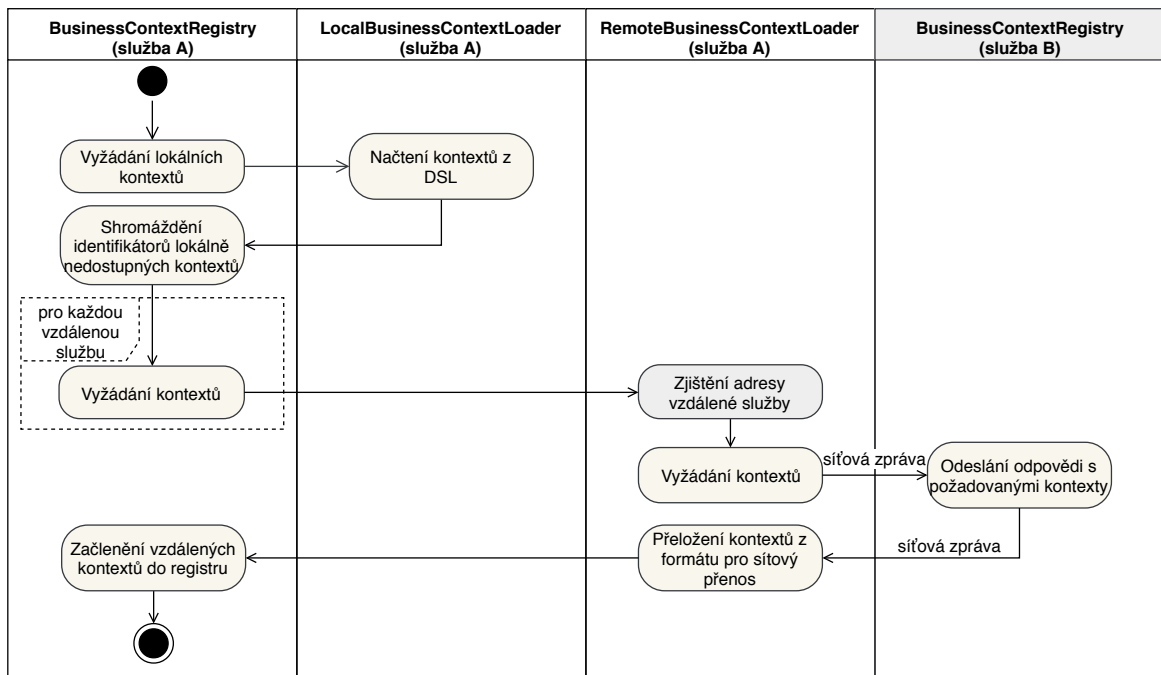 BusinessContextRegistry
(služba A)
LocalBusinessContextLoader
(služba A)
RemoteBusinessContextLoader
(služba A)
BusinessContextRegistry
(služba B)
Vyžádání lokálních
kontextů
Načtení kontextů z
DSL
Shromáždění
identifikátorů lokálně
nedostupných kontextů
pro každou
vzdálenou
službu
Vyžádání kontextů
Zjištění adresy
vzdálené služby
Vyžádání kontextů
síťová zpráva
Odeslání odpovědi s
požadovanými kontexty
Začlenění vzdálených
kontextů do registru
Přeložení kontextů z
formátu pro sítový
přenos
síťová zpráva